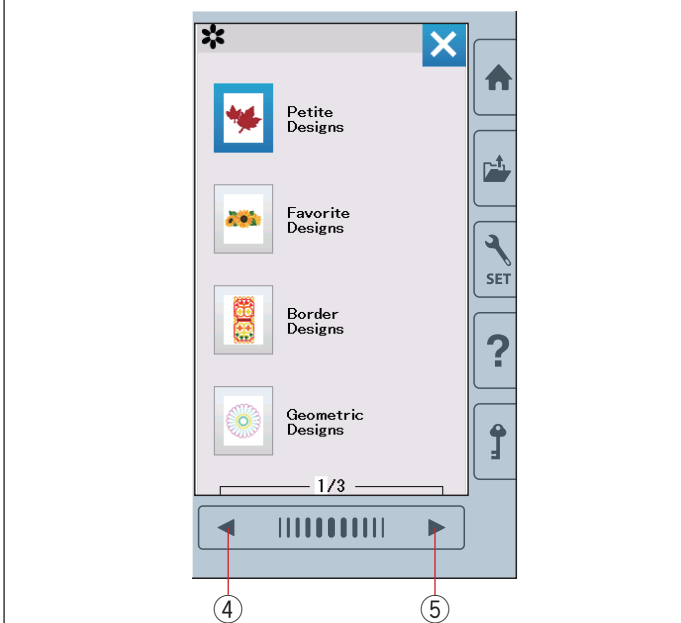 Petite
Designs
Favorite
Designs
Border
Designs
Geometric
Designs
1/3
SET
?
④
⑤